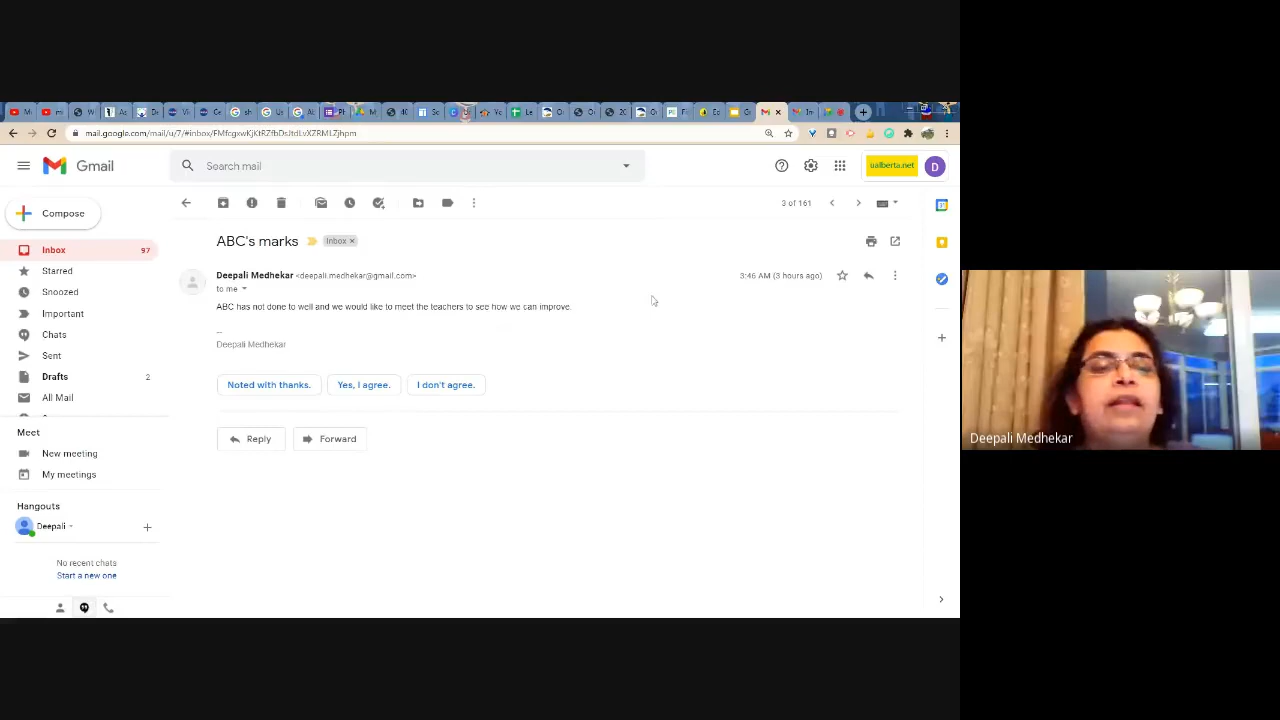 mail.google.com/mail/u/7/#inbox/FMfcgxwKjKtRZfbDsJtdLvXZRMLZjhpm
Gmail
Search mail
ualberta.net
D
Compose
3 of 161
Inbox 97
Starred
Snoozed
Important
Chats
Sent
Drafts 2
All Mail
Meet
New meeting
My meetings
Hangouts
Deepali
No recent chats
Start a new one
ABC's marks Inbox x
Deepali Medhekar <deepali.medhekar@gmail.com> 3:46 AM (3 hours ago)
to me
ABC has not done to well and we would like to meet the teachers to see how we can improve.
--
Deepali Medhekar
Noted with thanks. Yes, I agree. I don't agree.
Reply Forward
Deepali Medhekar